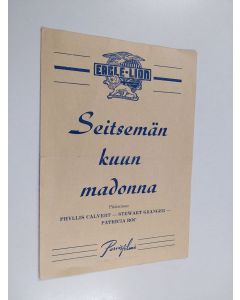 EAGLE-LION
Seitsemän
kuun
madonna
Pääosissa:
PHYLLIS CALVERT — STEWART GRANGER —
PATRICIA ROC